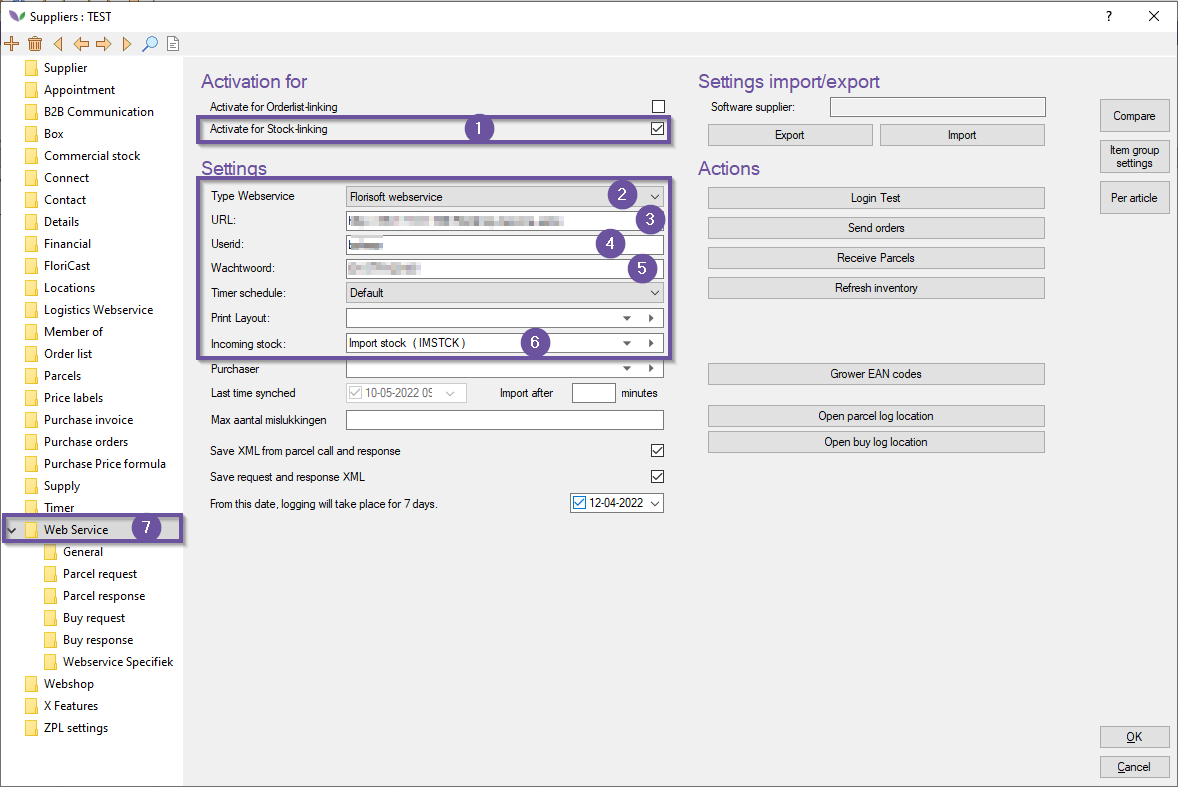 Suppliers : TEST
?
Supplier
Appointment
B2B Communication
Box
Commercial stock
Connect
Contact
Details
Financial
FloriCast
Locations
Logistics Webservice
Member of
Order list
Parcels
Price labels
Purchase invoice
Purchase orders
Purchase Price formula
Supply
Timer
Web Service 7
General
Parcel request
Parcel response
Buy request
Buy response
Webservice Specifiek
Webshop
X Features
ZPL settings
Activation for
Activate for Orderlist-linking
Activate for Stock-linking 1
Settings
Type Webservice Florisoft webservice 2
URL: 3
Userid: 4
Wachtwoord: 5
Timer schedule: Default
Print Layout:
Incoming stock: Import stock ( IMSTCK ) 6
Purchaser
Last time synched 10-05-2022 09 Import after minutes
Max aantal mislukkingen
Save XML from parcel call and response
Save request and response XML
From this date, logging will take place for 7 days. 12-04-2022
Settings import/export
Software supplier:
Export Import
Actions
Login Test
Send orders
Receive Parcels
Refresh inventory
Grower EAN codes
Open parcel log location
Open buy log location
Compare
Item group
settings
Per article
OK
Cancel